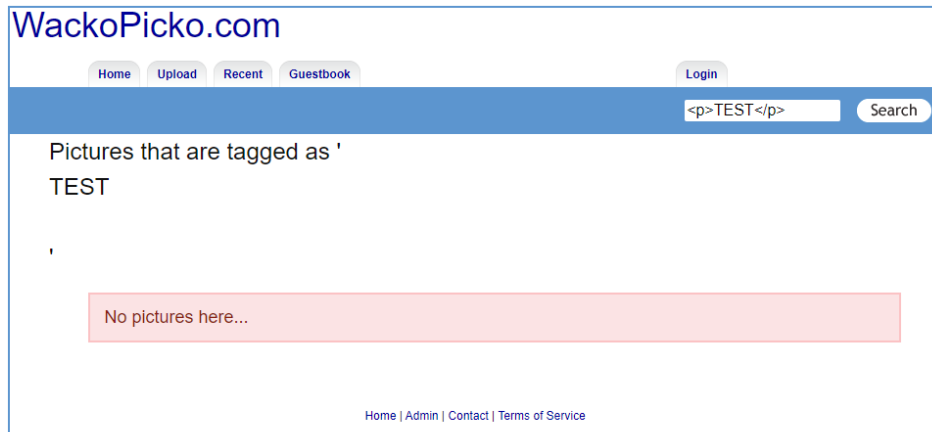 WackoPicko.com
Home Upload Recent Guestbook Login
<p>TEST</p> Search
Pictures that are tagged as '
TEST
'
No pictures here...
Home | Admin | Contact | Terms of Service